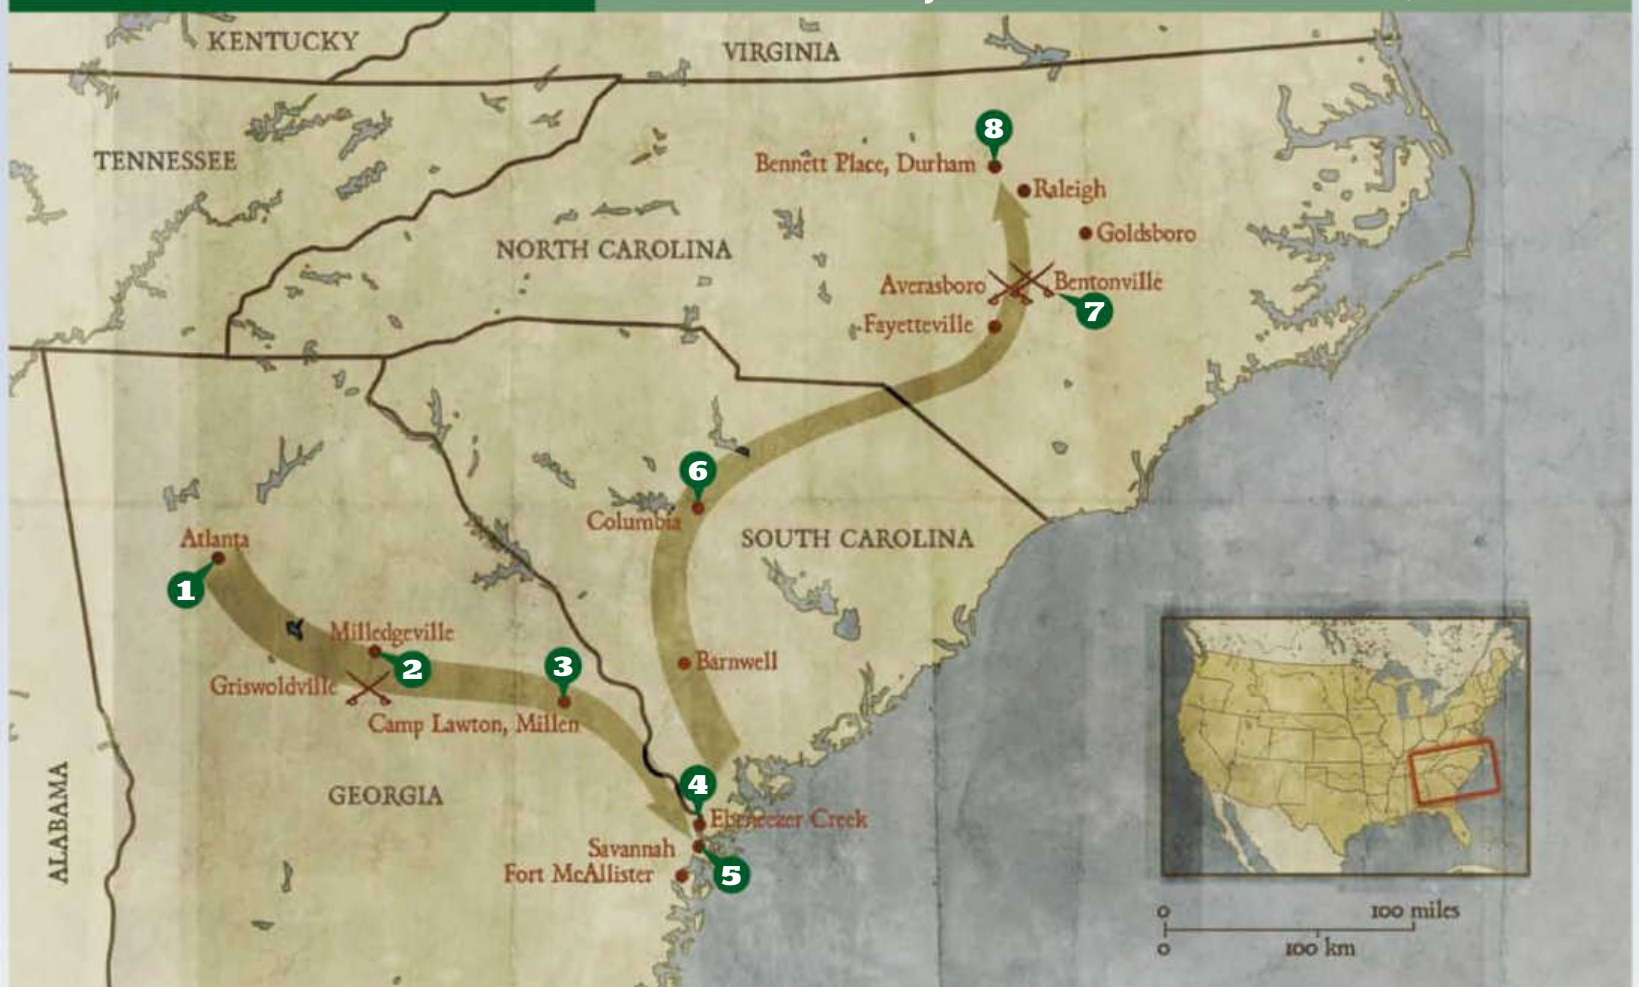 KENTUCKY
VIRGINIA
TENNESSEE
8
Bennett Place, Durham
Raleigh
NORTH CAROLINA
Goldsboro
Averasboro
Bentonville
7
Fayetteville
6
Columbia
SOUTH CAROLINA
Atlanta
1
Milledgeville
2
3
Barnwell
Griswoldville
Camp Lawton, Millen
4
GEORGIA
ALABAMA
Ebeneezer Creek
Savannah
Fort McAllister
5
0 100 miles
0 100 km